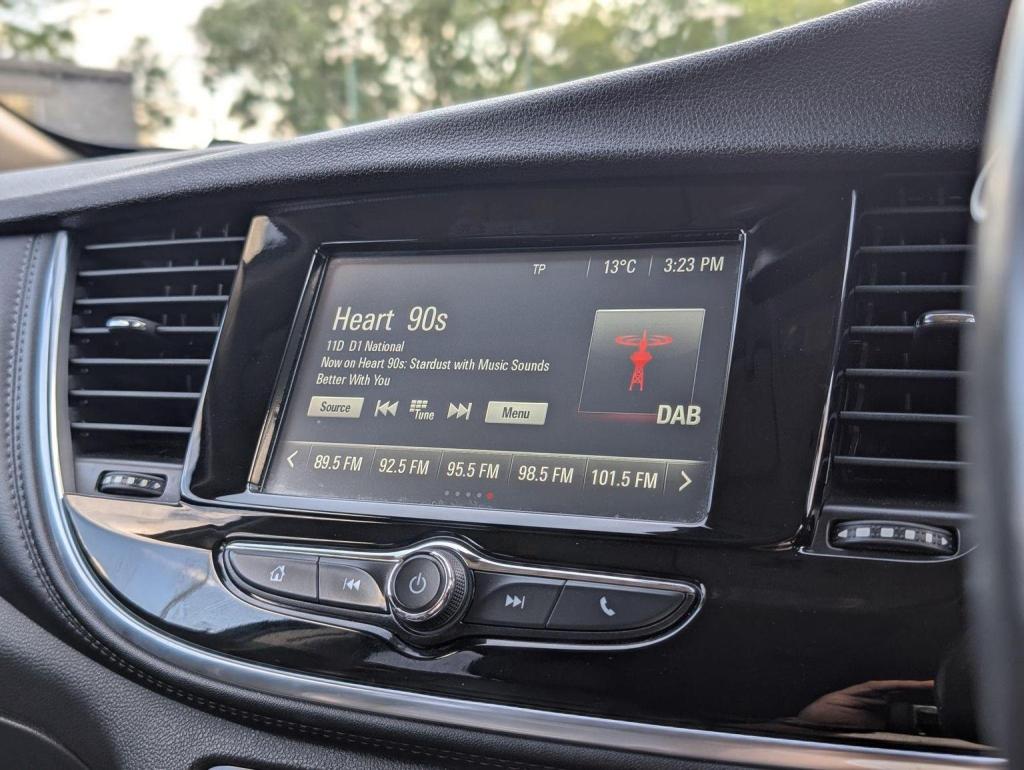 TP 13°C 3:23 PM
Heart 90s
11D D1 National
Now on Heart 90s: Stardust with Music Sounds
Better With You
Source Tune Menu
DAB
89.5 FM 92.5 FM 95.5 FM 98.5 FM 101.5 FM